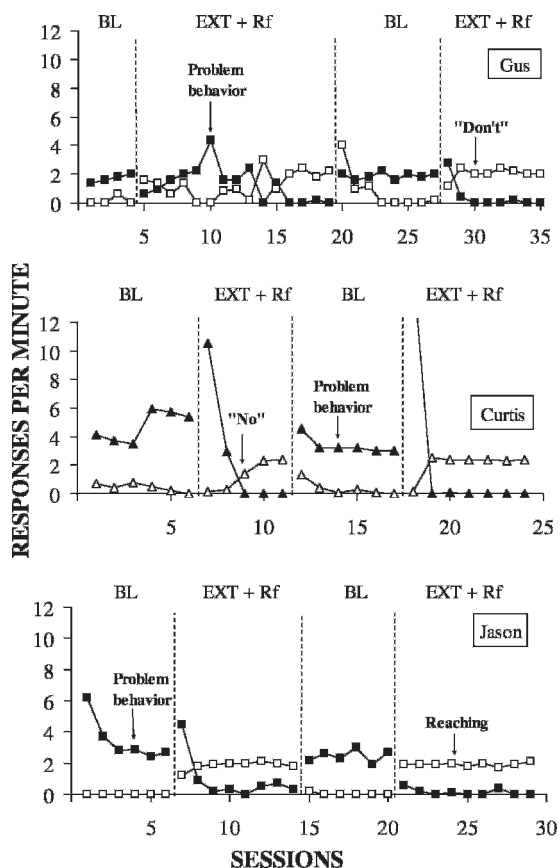 BL EXT + Rf BL EXT + Rf
12
10
8
6
4
2
0
Gus
Problem
behavior
"Don't"
5 10 15 20 25 30 35
RESPONSES PER MINUTE
BL EXT + Rf BL EXT + Rf
12
10
8
6
4
2
0
"No"
Problem
behavior
Curtis
5 10 15 20 25 30
BL EXT + Rf BL EXT + Rf
12
10
8
6
4
2
0
Jason
Problem
behavior
Reaching
5 10 15 20 25 30
SESSIONS